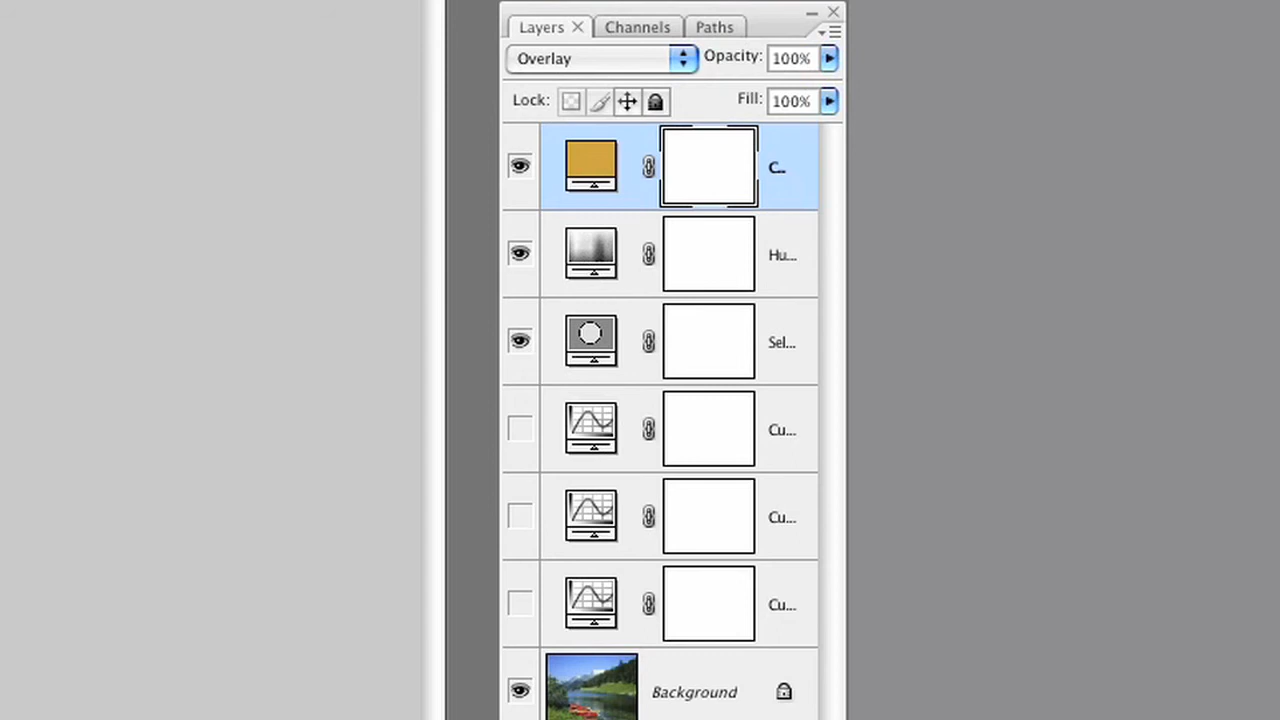 Layers Channels Paths
Overlay Opacity: 100%
Lock: Fill: 100%
C...
Hu...
Sel...
Cu...
Cu...
Cu...
Background